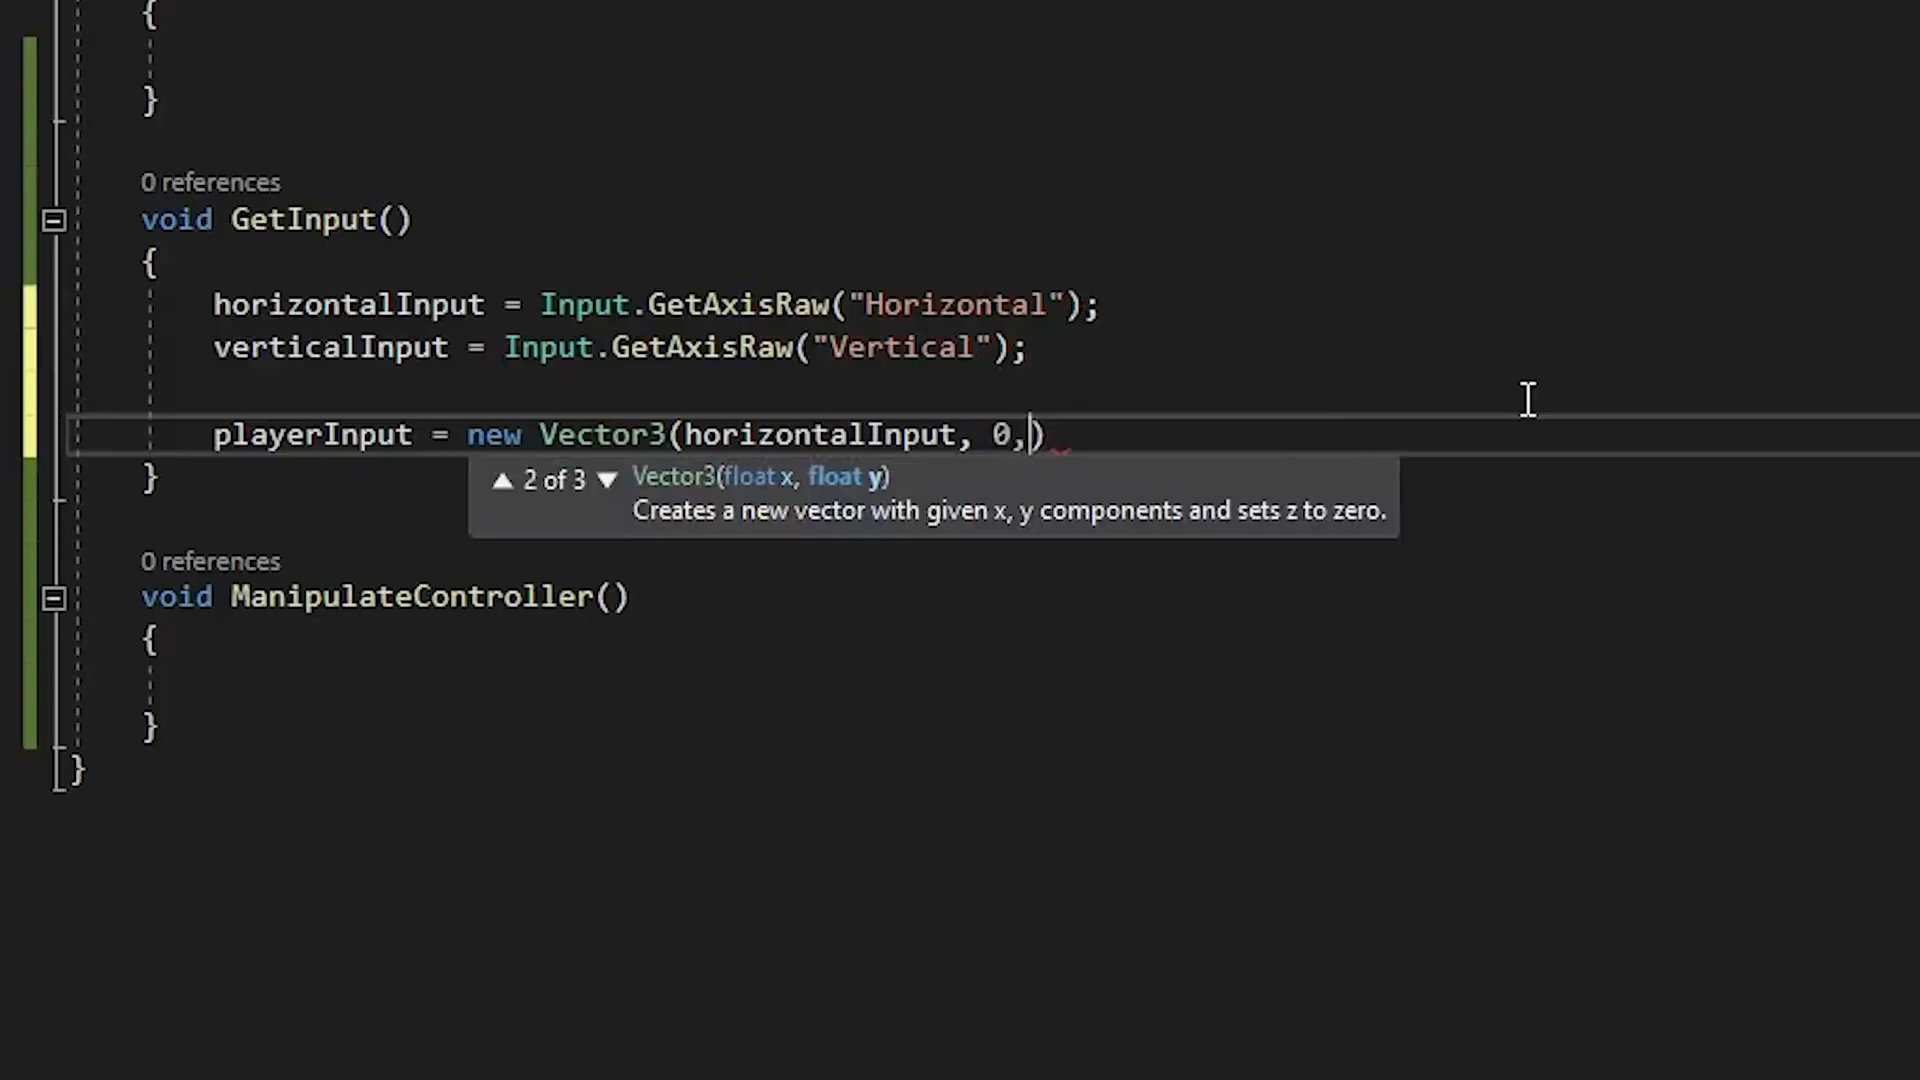 {
}
0 references
void GetInput()
{
horizontalInput = Input.GetAxisRaw("Horizontal");
verticalInput = Input.GetAxisRaw("Vertical");
playerInput = new Vector3(horizontalInput, 0,)
}
▲ 2 of 3 ▼ Vector3(float x, float y)
Creates a new vector with given x, y components and sets z to zero.
0 references
void ManipulateController()
{
}
}